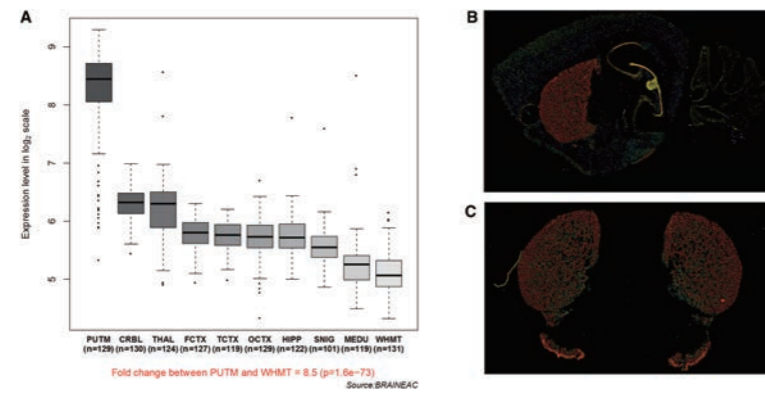 A
Expression level in log2 scale
9
8
7
6
5
PUTM CRBL THAL FCTX TCTX OCTX HIPP SNIG MEDU WHMT
(n=129) (n=130) (n=124) (n=127) (n=119) (n=129) (n=122) (n=101) (n=119) (n=131)
Fold change between PUTM and WHMT = 8.5 (p=1.6e−73)
Source:BRAINEAC
B
C